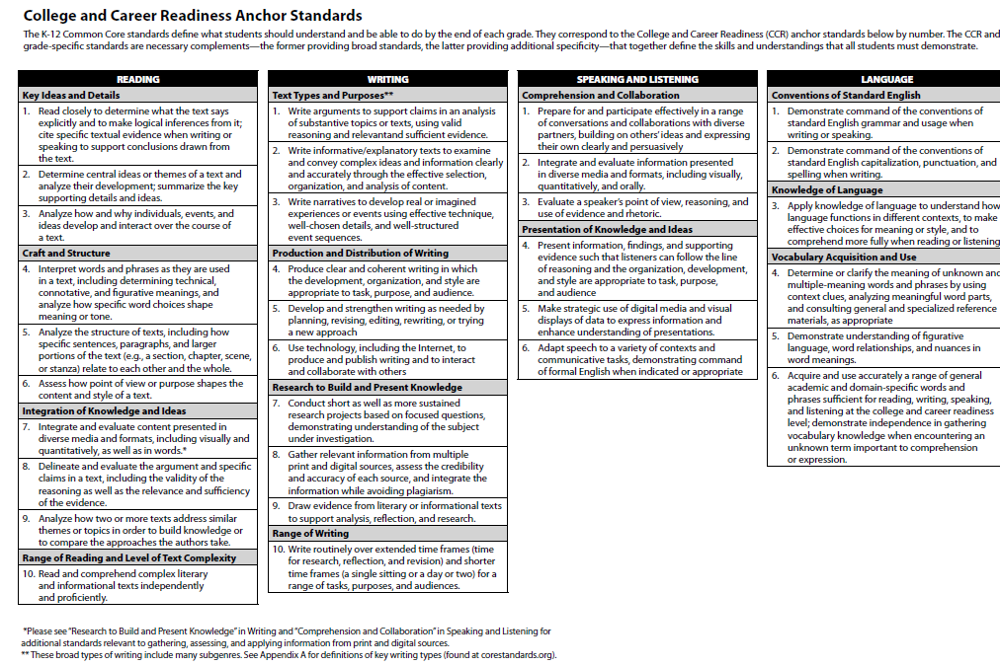 College and Career Readiness Anchor Standards
The K-12 Common Core standards define what students should understand and be able to do by the end of each grade. They correspond to the College and Career Readiness (CCR) anchor standards below by number. The CCR and
grade-specific standards are necessary complements—the former providing broad standards, the latter providing additional specificity—that together define the skills and understandings that all students must demonstrate.
READING
Key Ideas and Details
1. Read closely to determine what the text says
explicitly and to make logical inferences from it;
cite specific textual evidence when writing or
speaking to support conclusions drawn from
the text.
2. Determine central ideas or themes of a text and
analyze their development; summarize the key
supporting details and ideas.
3. Analyze how and why individuals, events, and
ideas develop and interact over the course of
a text.
Craft and Structure
4. Interpret words and phrases as they are used
in a text, including determining technical,
connotative, and figurative meanings, and
analyze how specific word choices shape
meaning or tone.
5. Analyze the structure of texts, including how
specific sentences, paragraphs, and larger
portions of the text (e.g., a section, chapter, scene,
or stanza) relate to each other and the whole.
6. Assess how point of view or purpose shapes the
content and style of a text.
Integration of Knowledge and Ideas
7. Integrate and evaluate content presented in
diverse media and formats, including visually and
quantitatively, as well as in words.*
8. Delineate and evaluate the argument and specific
claims in a text, including the validity of the
reasoning as well as the relevance and sufficiency
of the evidence.
9. Analyze how two or more texts address similar
themes or topics in order to build knowledge or
to compare the approaches the authors take.
Range of Reading and Level of Text Complexity
10. Read and comprehend complex literary
and informational texts independently
and proficiently.
WRITING
Text Types and Purposes**
1. Write arguments to support claims in an analysis
of substantive topics or texts, using valid
reasoning and relevantand sufficient evidence.
2. Write informative/explanatory texts to examine
and convey complex ideas and information clearly
and accurately through the effective selection,
organization, and analysis of content.
3. Write narratives to develop real or imagined
experiences or events using effective technique,
well-chosen details, and well-structured
event sequences.
Production and Distribution of Writing
4. Produce clear and coherent writing in which
the development, organization, and style are
appropriate to task, purpose, and audience.
5. Develop and strengthen writing as needed by
planning, revising, editing, rewriting, or trying
a new approach
6. Use technology, including the Internet, to
produce and publish writing and to interact
and collaborate with others
Research to Build and Present Knowledge
7. Conduct short as well as more sustained
research projects based on focused questions,
demonstrating understanding of the subject
under investigation.
8. Gather relevant information from multiple
print and digital sources, assess the credibility
and accuracy of each source, and integrate the
information while avoiding plagiarism.
9. Draw evidence from literary or informational texts
to support analysis, reflection, and research.
Range of Writing
10. Write routinely over extended time frames (time
for research, reflection, and revision) and shorter
time frames (a single sitting or a day or two) for a
range of tasks, purposes, and audiences.
SPEAKING AND LISTENING
Comprehension and Collaboration
1. Prepare for and participate effectively in a range
of conversations and collaborations with diverse
partners, building on others' ideas and expressing
their own clearly and persuasively
2. Integrate and evaluate information presented
in diverse media and formats, including visually,
quantitatively, and orally.
3. Evaluate a speaker's point of view, reasoning, and
use of evidence and rhetoric.
Presentation of Knowledge and Ideas
4. Present information, findings, and supporting
evidence such that listeners can follow the line
of reasoning and the organization, development,
and style are appropriate to task, purpose,
and audience
5. Make strategic use of digital media and visual
displays of data to express information and
enhance understanding of presentations.
6. Adapt speech to a variety of contexts and
communicative tasks, demonstrating command
of formal English when indicated or appropriate
LANGUAGE
Conventions of Standard English
1. Demonstrate command of the conventions of
standard English grammar and usage when
writing or speaking.
2. Demonstrate command of the conventions of
standard English capitalization, punctuation, and
spelling when writing.
Knowledge of Language
3. Apply knowledge of language to understand how
language functions in different contexts, to make
effective choices for meaning or style, and to
comprehend more fully when reading or listening
Vocabulary Acquisition and Use
4. Determine or clarify the meaning of unknown and
multiple-meaning words and phrases by using
context clues, analyzing meaningful word parts,
and consulting general and specialized reference
materials, as appropriate
5. Demonstrate understanding of figurative
language, word relationships, and nuances in
word meanings.
6. Acquire and use accurately a range of general
academic and domain-specific words and
phrases sufficient for reading, writing, speaking,
and listening at the college and career readiness
level; demonstrate independence in gathering
vocabulary knowledge when encountering an
unknown term important to comprehension
or expression.
*Please see "Research to Build and Present Knowledge" in Writing and "Comprehension and Collaboration" in Speaking and Listening for
additional standards relevant to gathering, assessing, and applying information from print and digital sources.
** These broad types of writing include many subgenres. See Appendix A for definitions of key writing types (found at corestandards.org).